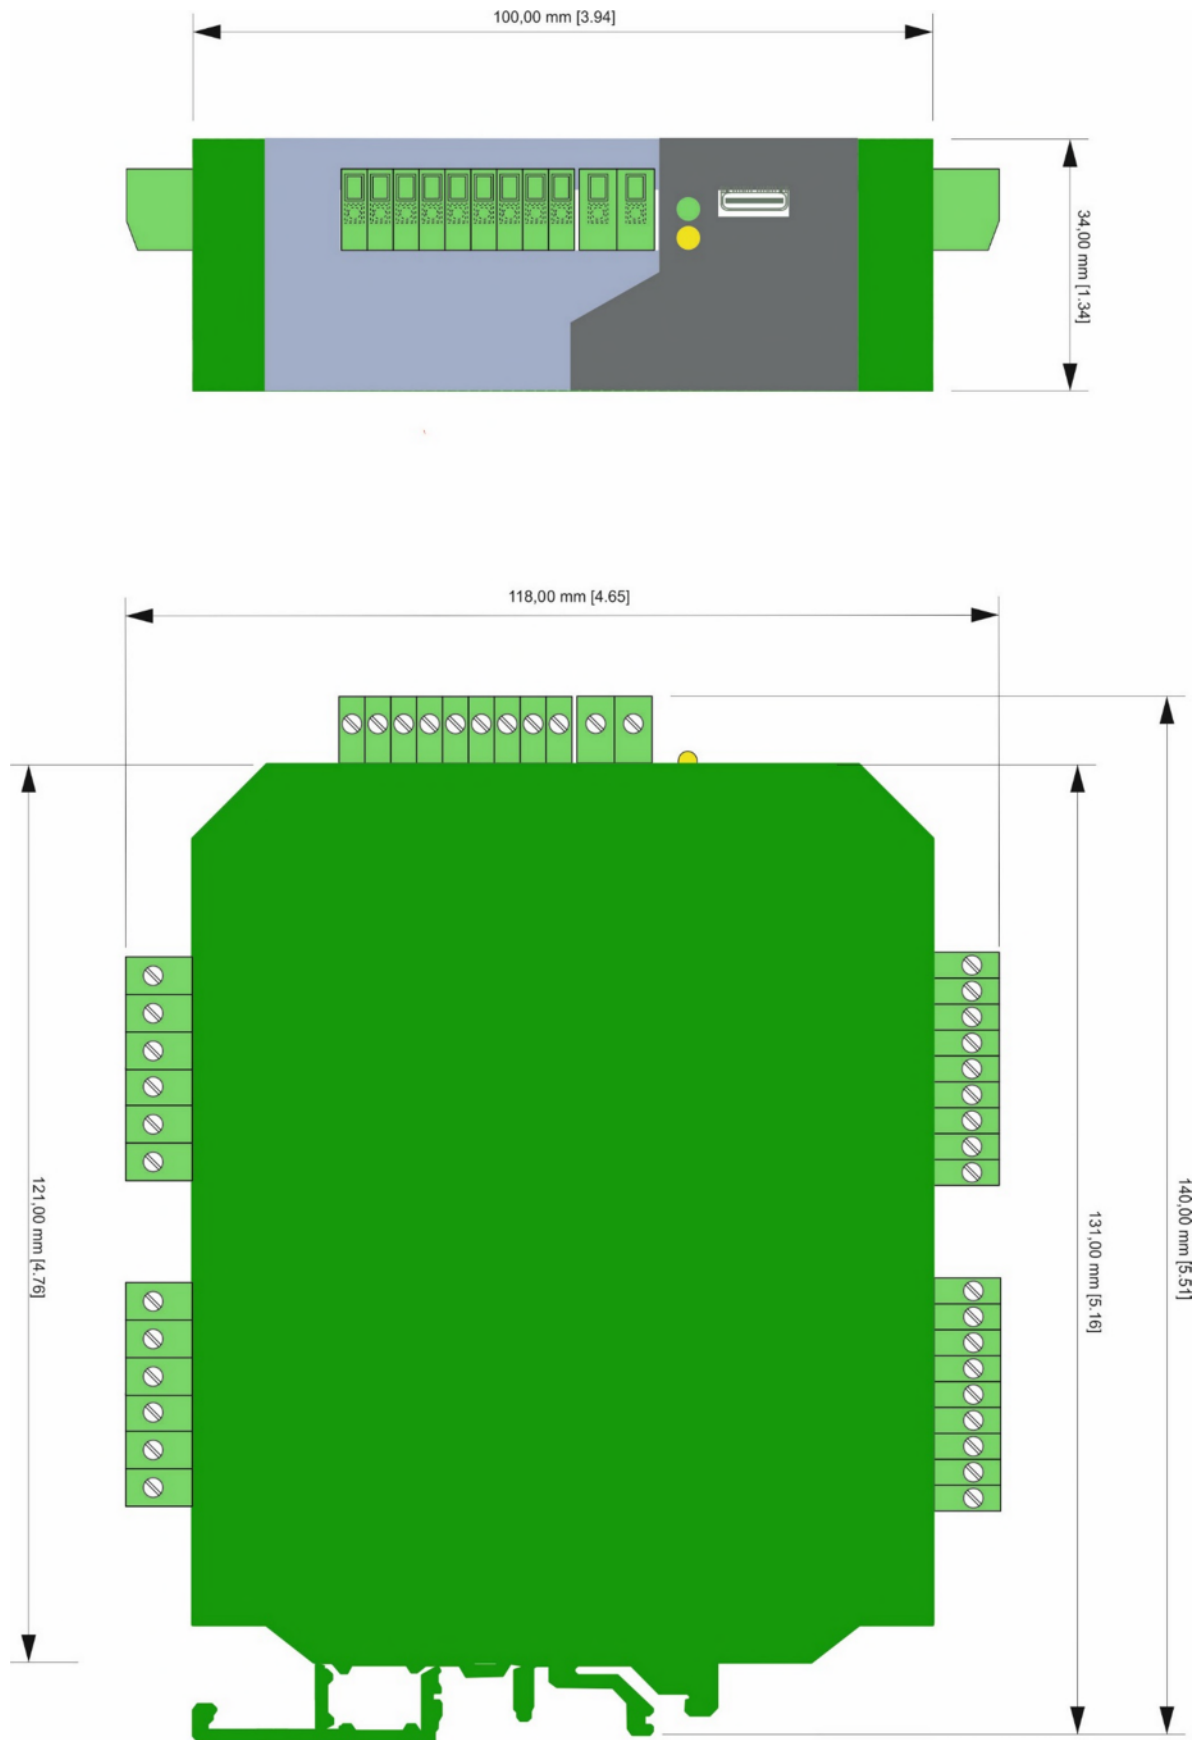 100,00 mm [3.94]
34,00 mm [1.34]
118,00 mm [4.65]
121,00 mm [4.76]
131,00 mm [5.16]
140,00 mm [5.51]